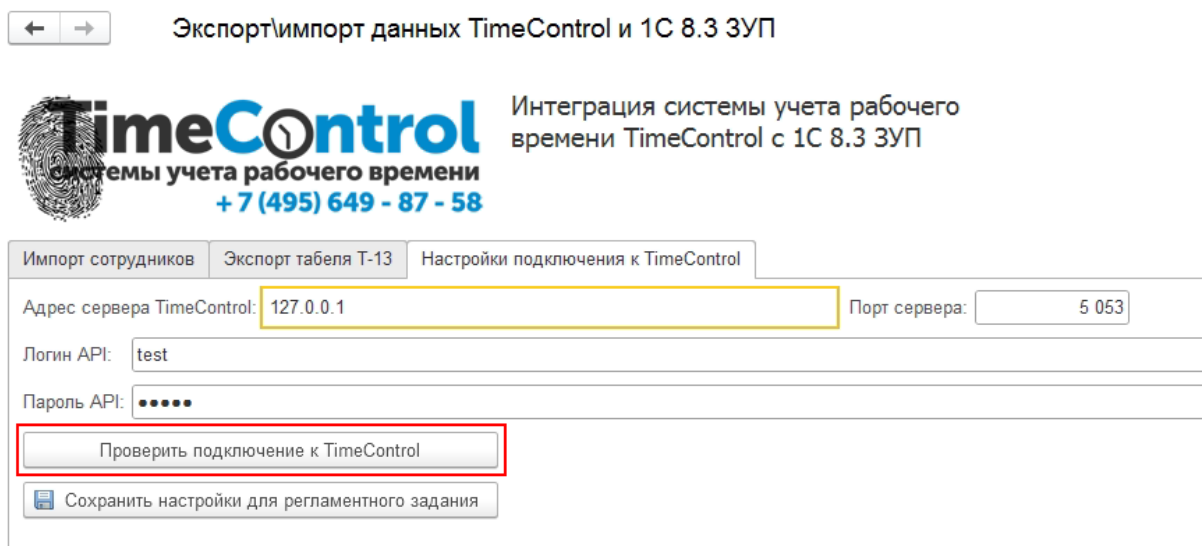 Экспорт\импорт данных TimeControl и 1С 8.3 ЗУП
TimeControl
системы учета рабочего времени
+ 7 (495) 649 - 87 - 58
Интеграция системы учета рабочего
времени TimeControl с 1С 8.3 ЗУП
Импорт сотрудников Экспорт табеля Т-13 Настройки подключения к TimeControl
Адрес сервера TimeControl: 127.0.0.1 Порт сервера: 5 053
Логин API: test
Пароль API: •••••
Проверить подключение к TimeControl
Сохранить настройки для регламентного задания